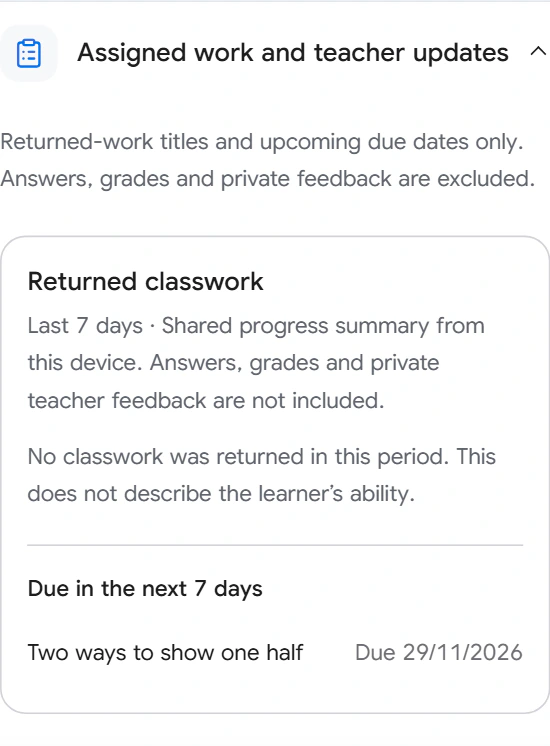 Assigned work and teacher updates
Returned-work titles and upcoming due dates only.
Answers, grades and private feedback are excluded.
Returned classwork
Last 7 days · Shared progress summary from
this device. Answers, grades and private
teacher feedback are not included.
No classwork was returned in this period. This
does not describe the learner’s ability.
Due in the next 7 days
Two ways to show one half Due 29/11/2026